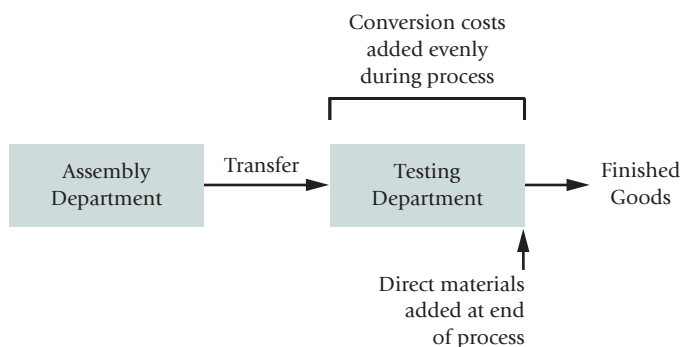 Conversion costs
added evenly
during process
Assembly
Department
Transfer
Testing
Department
Finished
Goods
Direct materials
added at end
of process